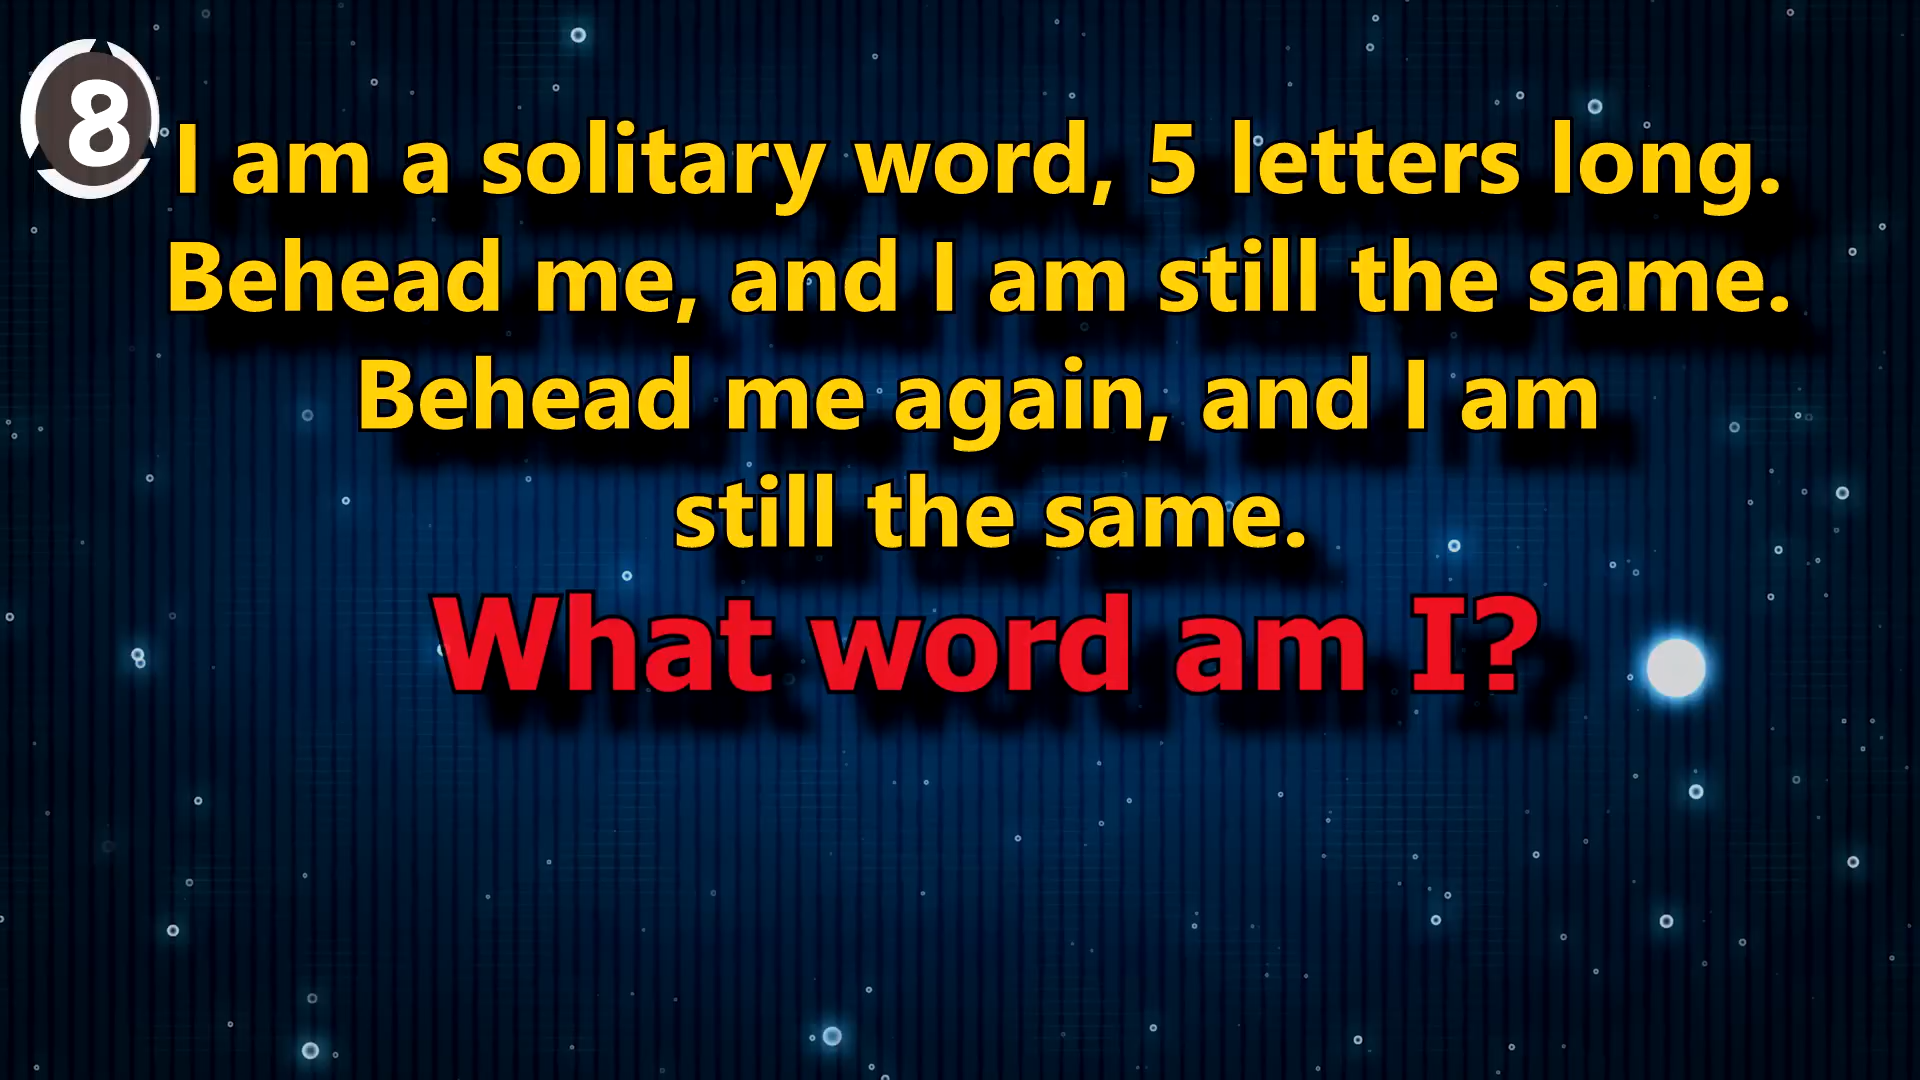 8
I am a solitary word, 5 letters long.
Behead me, and I am still the same.
Behead me again, and I am
still the same.
What word am I?